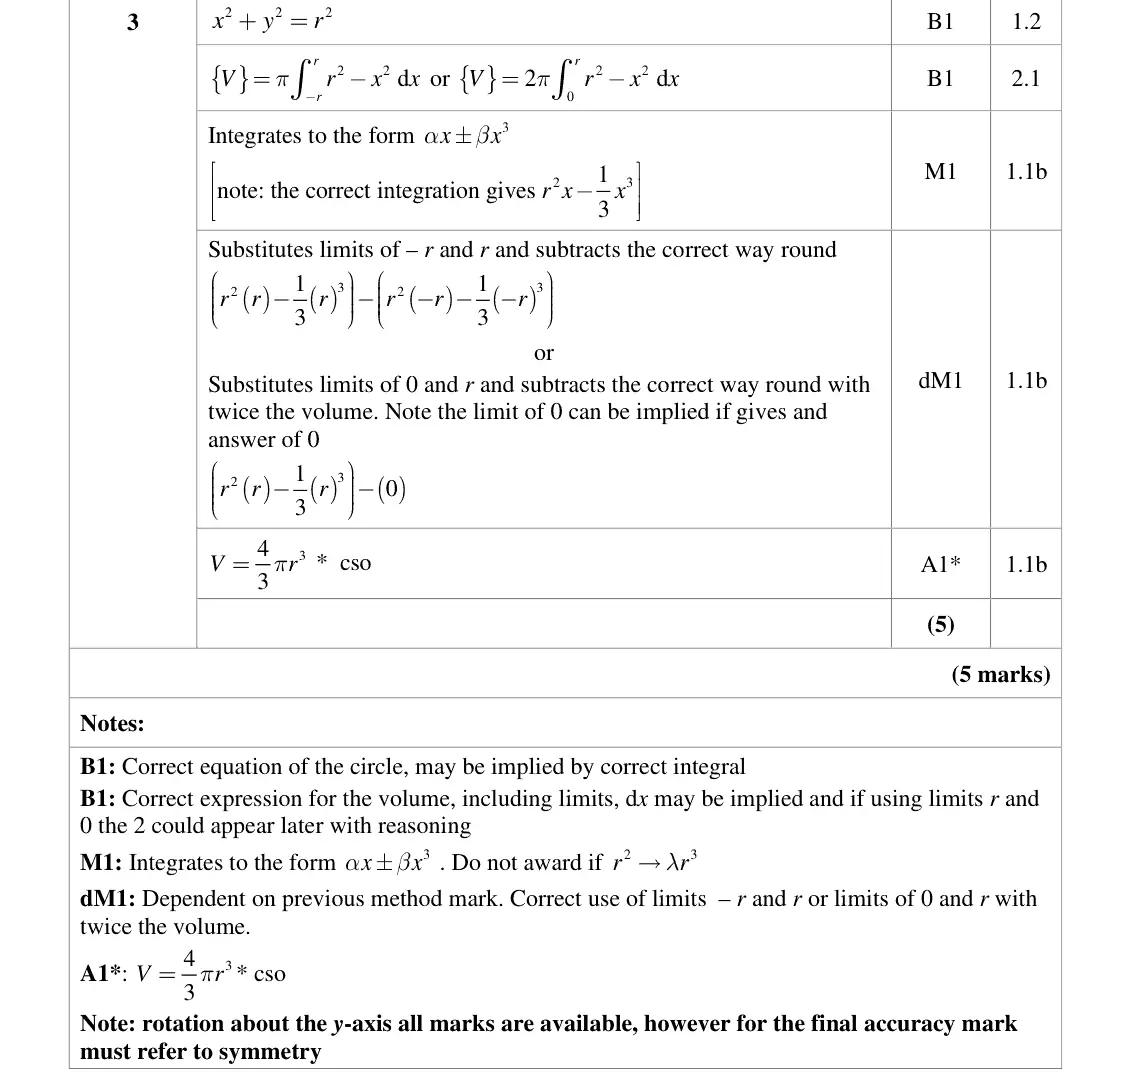 3 x² + y² = r² B1 1.2
{V} = π∫₋ᵣʳ r² − x² dx or {V} = 2π∫₀ʳ r² − x² dx B1 2.1
Integrates to the form αx ± βx³
[note: the correct integration gives r²x − 1/3 x³] M1 1.1b
Substitutes limits of – r and r and subtracts the correct way round
(r²(r) − 1/3(r)³) − (r²(−r) − 1/3(−r)³)
or
Substitutes limits of 0 and r and subtracts the correct way round with
twice the volume. Note the limit of 0 can be implied if gives and
answer of 0
(r²(r) − 1/3(r)³) − (0)
dM1 1.1b
V = 4/3 πr³ * cso A1* 1.1b
(5)
(5 marks)
Notes:
B1: Correct equation of the circle, may be implied by correct integral
B1: Correct expression for the volume, including limits, dx may be implied and if using limits r and
0 the 2 could appear later with reasoning
M1: Integrates to the form αx ± βx³ . Do not award if r² → λr³
dM1: Dependent on previous method mark. Correct use of limits – r and r or limits of 0 and r with
twice the volume.
A1*: V = 4/3 πr³ * cso
Note: rotation about the y-axis all marks are available, however for the final accuracy mark
must refer to symmetry